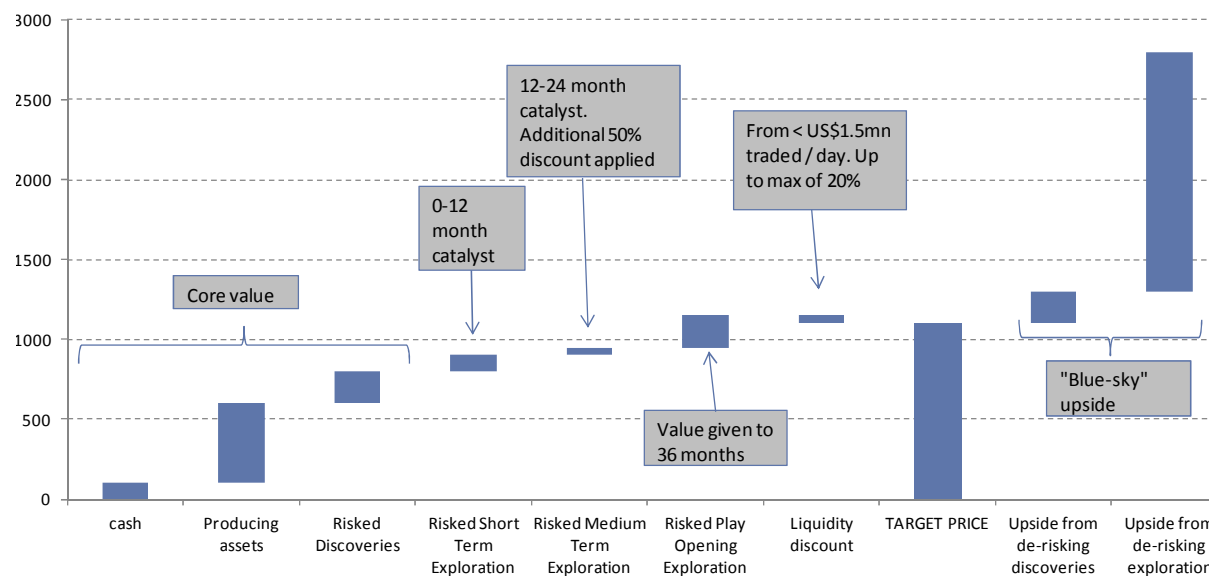 3000
2500
2000
1500
1000
500
0
12-24 month
catalyst.
Additional 50%
discount applied
From < US$1.5mn
traded / day. Up
to max of 20%
0-12
month
catalyst
Core value
"Blue-sky"
upside
Value given to
36 months
cash
Producing
assets
Risked
Discoveries
Risked Short
Term
Exploration
Risked Medium
Term
Exploration
Risked Play
Opening
Exploration
Liquidity
discount
TARGET PRICE
Upside from
de-risking
discoveries
Upside from
de-risking
exploration